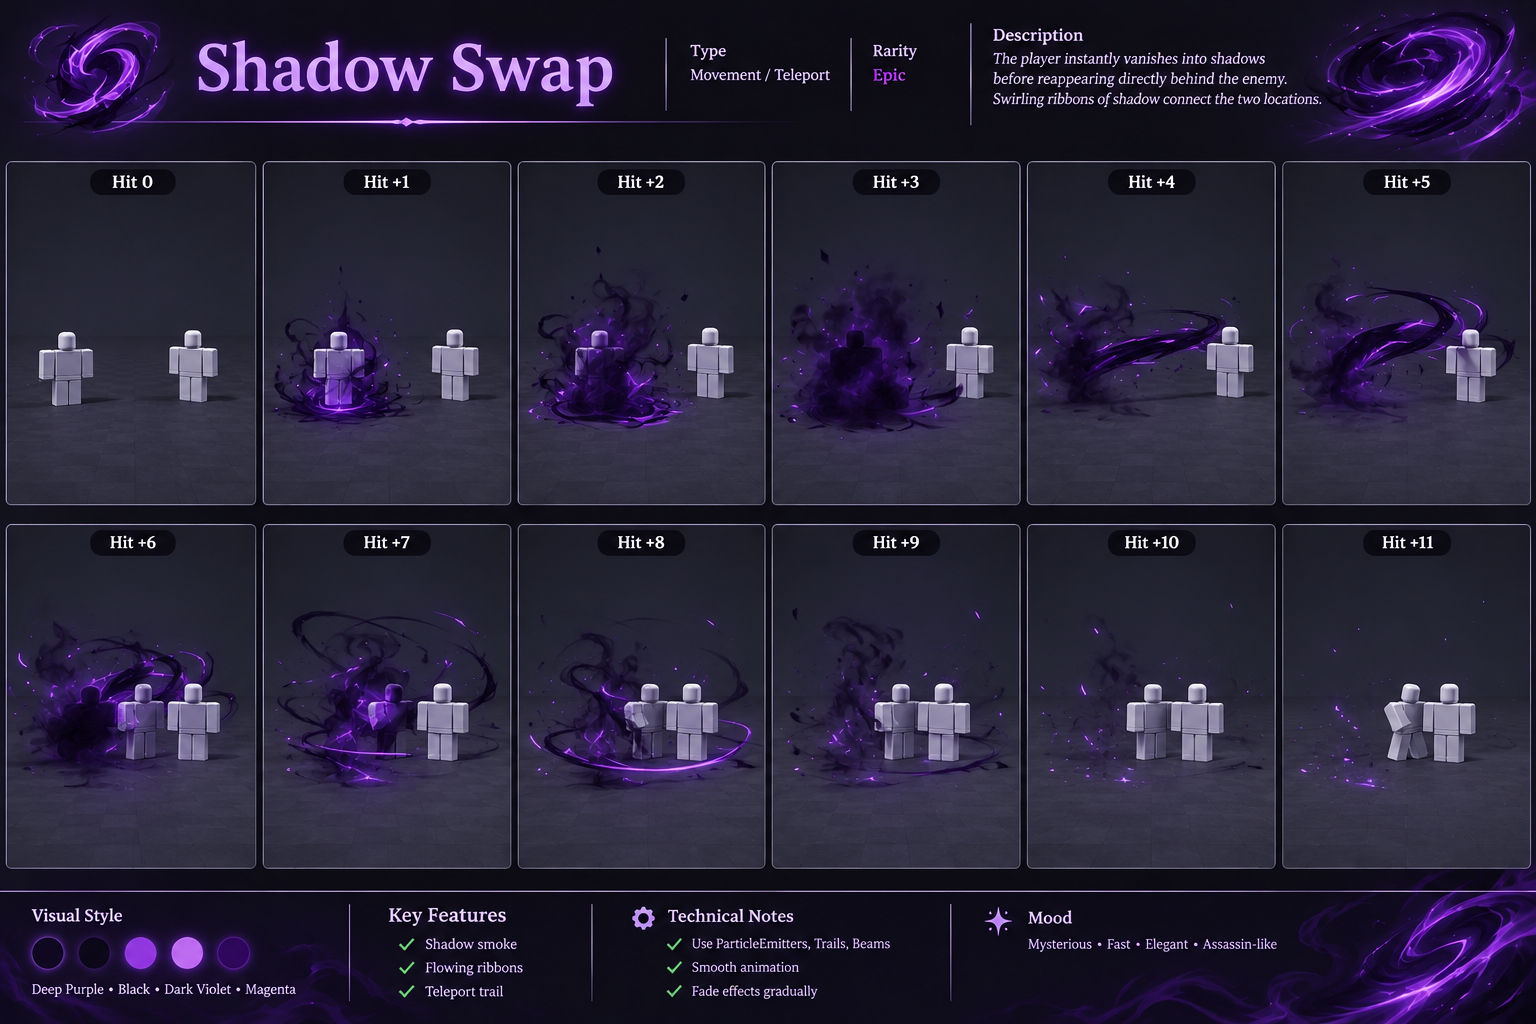 Shadow Swap
Type
Movement / Teleport
Rarity
Epic
Description
The player instantly vanishes into shadows
before reappearing directly behind the enemy.
Swirling ribbons of shadow connect the two locations.
Hit 0
Hit +1
Hit +2
Hit +3
Hit +4
Hit +5
Hit +6
Hit +7
Hit +8
Hit +9
Hit +10
Hit +11
Visual Style
Deep Purple • Black • Dark Violet • Magenta
Key Features
Shadow smoke
Flowing ribbons
Teleport trail
Technical Notes
Use ParticleEmitters, Trails, Beams
Smooth animation
Fade effects gradually
Mood
Mysterious • Fast • Elegant • Assassin-like